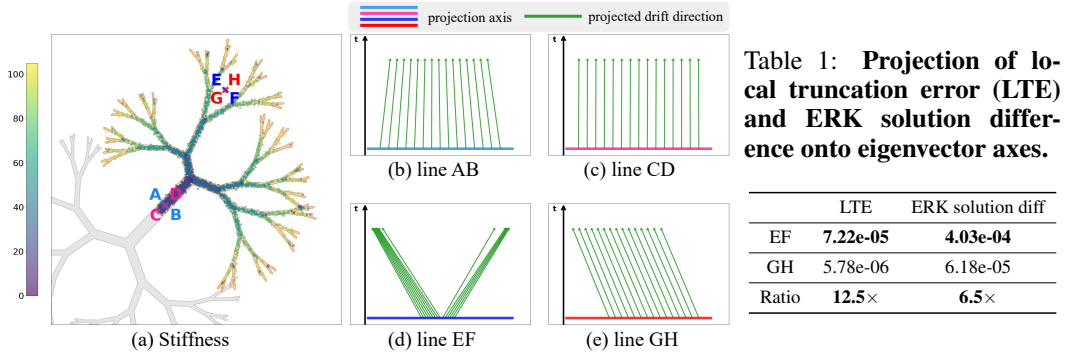 projection axis
projected drift direction
100
80
60
40
20
0
E H
G F
A D
C B
(a) Stiffness
t
(b) line AB
t
(c) line CD
t
(d) line EF
t
(e) line GH
Table 1: Projection of lo-
cal truncation error (LTE)
and ERK solution differ-
ence onto eigenvector axes.
LTE ERK solution diff
EF 7.22e-05 4.03e-04
GH 5.78e-06 6.18e-05
Ratio 12.5× 6.5×